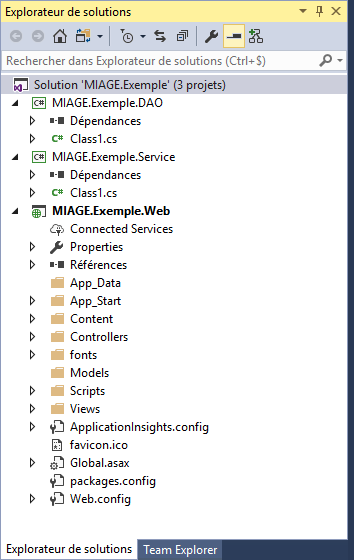 Explorateur de solutions
Rechercher dans Explorateur de solutions (Ctrl+$)
Solution 'MIAGE.Exemple' (3 projets)
C# MIAGE.Exemple.DAO
Dépendances
C# Class1.cs
C# MIAGE.Exemple.Service
Dépendances
C# Class1.cs
MIAGE.Exemple.Web
Connected Services
Properties
Références
App_Data
App_Start
Content
Controllers
fonts
Models
Scripts
Views
ApplicationInsights.config
favicon.ico
Global.asax
packages.config
Web.config
Explorateur de solutions Team Explorer